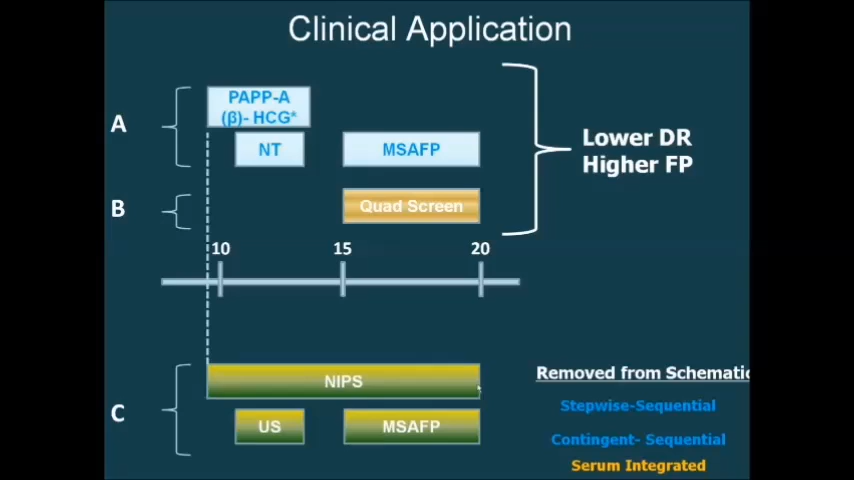 Clinical Application
A
PAPP-A
(β)- HCG*
NT
MSAFP
Lower DR
Higher FP
B
Quad Screen
10
15
20
C
NIPS
US
MSAFP
Removed from Schematic
Stepwise-Sequential
Contingent- Sequential
Serum Integrated